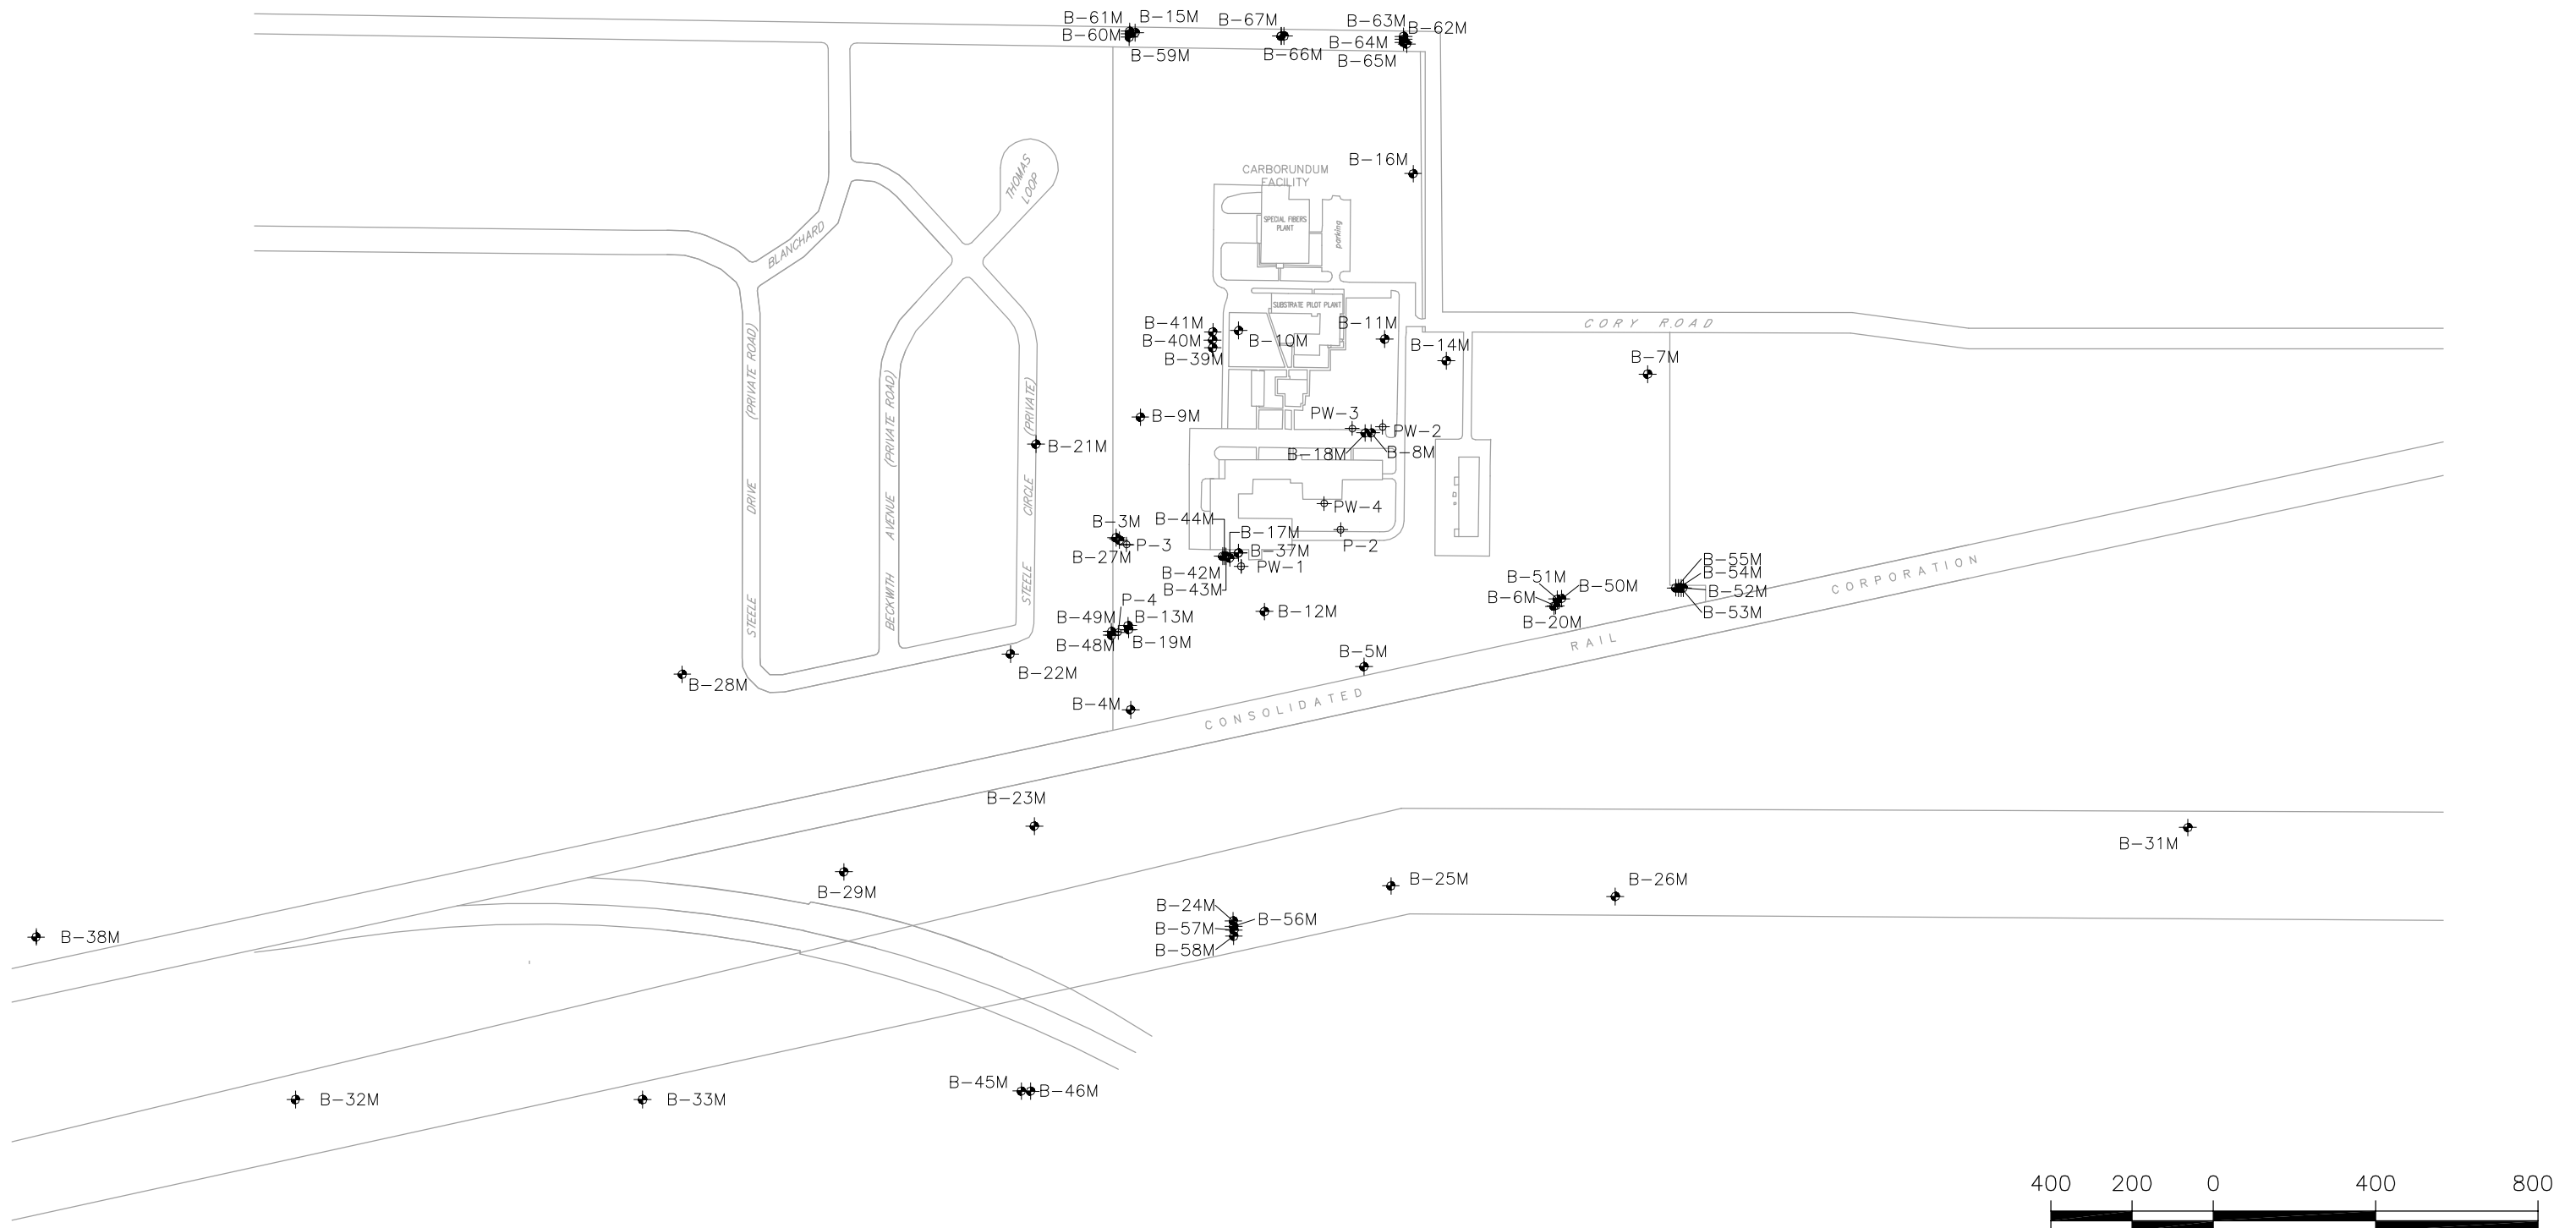 B-61M
B-15M
B-67M
B-63M
B-62M
B-60M
B-64M
B-59M
B-66M
B-65M
THOMAS
LOOP
CARBORUNDUM
FACILITY
B-16M
SPECIAL FIBERS
PLANT
parking
BLANCHARD
SUBSTRATE PILOT PLANT
B-41M
B-40M
B-39M
B-10M
B-11M
B-14M
CORY ROAD
B-7M
STEELE DRIVE (PRIVATE ROAD)
BECKWITH AVENUE (PRIVATE ROAD)
STEELE CIRCLE (PRIVATE)
B-9M
B-21M
PW-3
PW-2
B-18M
B-8M
PW-4
B-44M
B-3M
B-17M
P-3
B-27M
B-37M
P-2
B-42M
PW-1
B-43M
B-55M
B-54M
B-52M
B-53M
B-51M
B-50M
B-6M
B-20M
P-4
B-49M
B-13M
B-12M
B-48M
B-19M
B-5M
B-22M
B-28M
B-4M
CONSOLIDATED RAIL CORPORATION
B-23M
B-31M
B-29M
B-25M
B-26M
B-24M
B-56M
B-57M
B-58M
B-38M
B-45M
B-46M
B-32M
B-33M
400 200 0 400 800